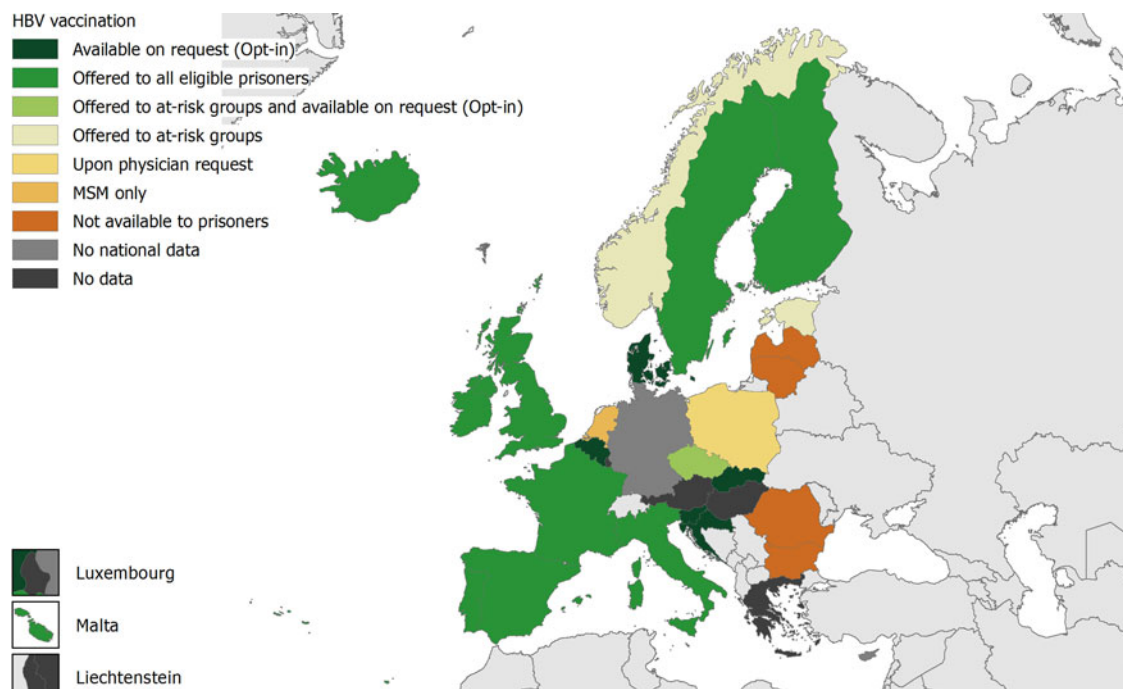 HBV vaccination
Available on request (Opt-in)
Offered to all eligible prisoners
Offered to at-risk groups and available on request (Opt-in)
Offered to at-risk groups
Upon physician request
MSM only
Not available to prisoners
No national data
No data
Luxembourg
Malta
Liechtenstein